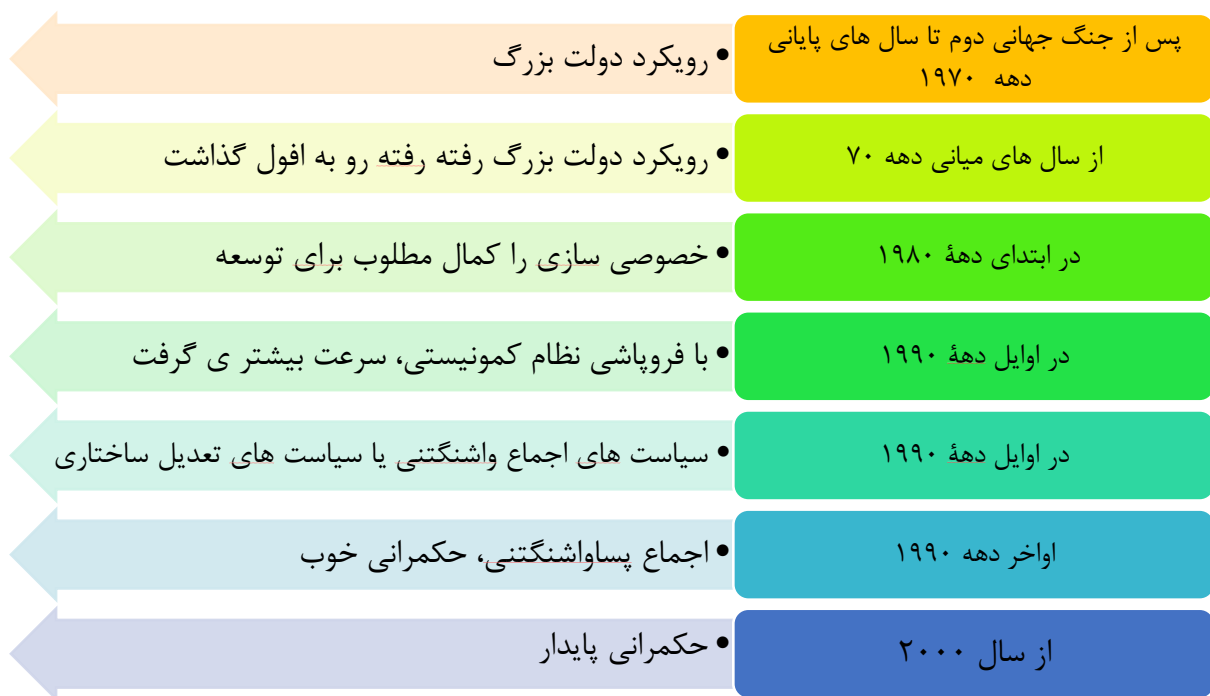 پس از جنگ جهانی دوم تا سال های پایانی
دهه ۱۹۷۰
• رویکرد دولت بزرگ
از سال های میانی دهه ۷۰
• رویکرد دولت بزرگ رفته رفته رو به افول گذاشت
در ابتدای دههٔ ۱۹۸۰
• خصوصی سازی را کمال مطلوب برای توسعه
در اوایل دههٔ ۱۹۹۰
• با فروپاشی نظام کمونیستی، سرعت بیشتر ی گرفت
در اوایل دههٔ ۱۹۹۰
• سیاست های اجماع واشنگتنی یا سیاست های تعدیل ساختاری
اواخر دهه ۱۹۹۰
• اجماع پساواشنگتنی، حکمرانی خوب
از سال ۲۰۰۰
• حکمرانی پایدار